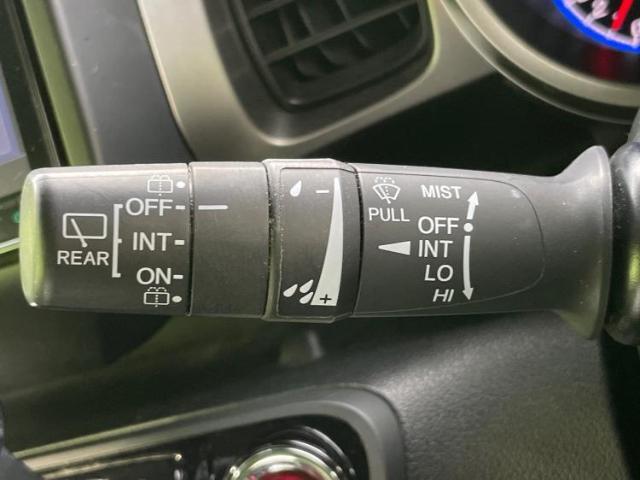 REAR
OFF
INT
ON
− +
PULL
MIST
OFF
INT
LO
HI